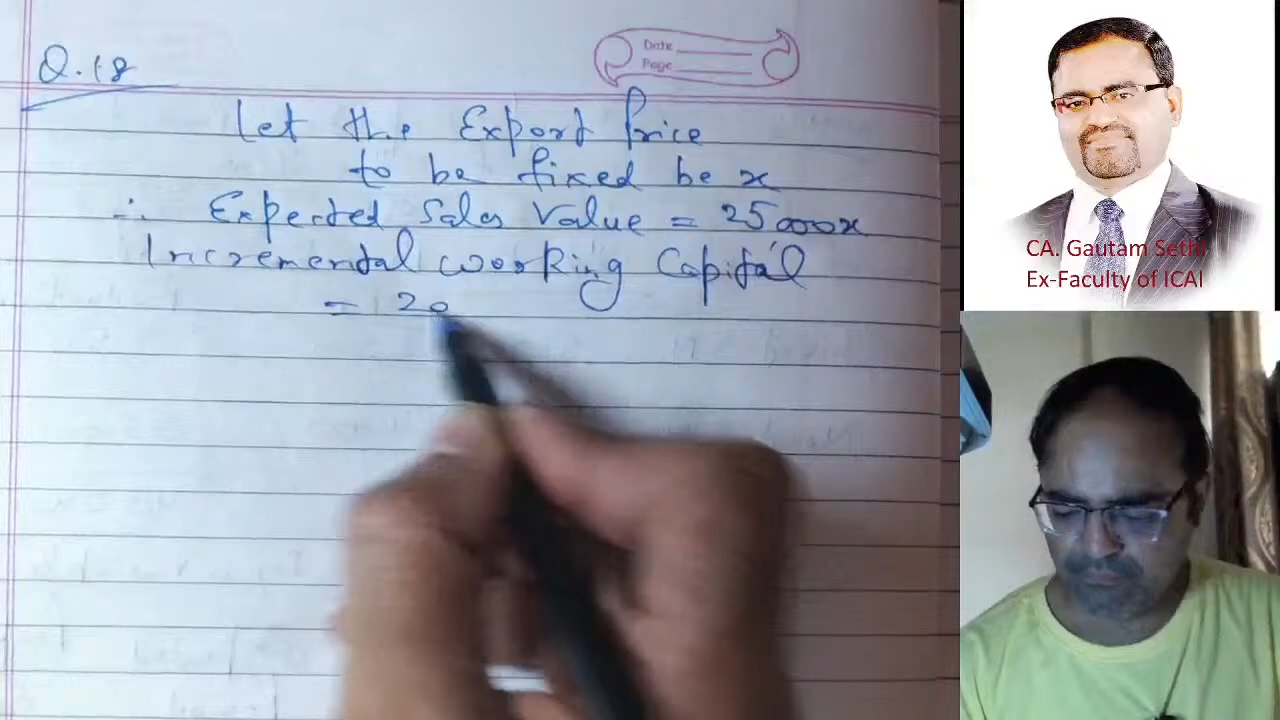 Q.18
Date
Page
Let the Export Price
to be fixed be x
∴ Expected Sales Value = 25000x
Incremental Working Capital
= 20
CA. Gautam Sethi
Ex-Faculty of ICAI